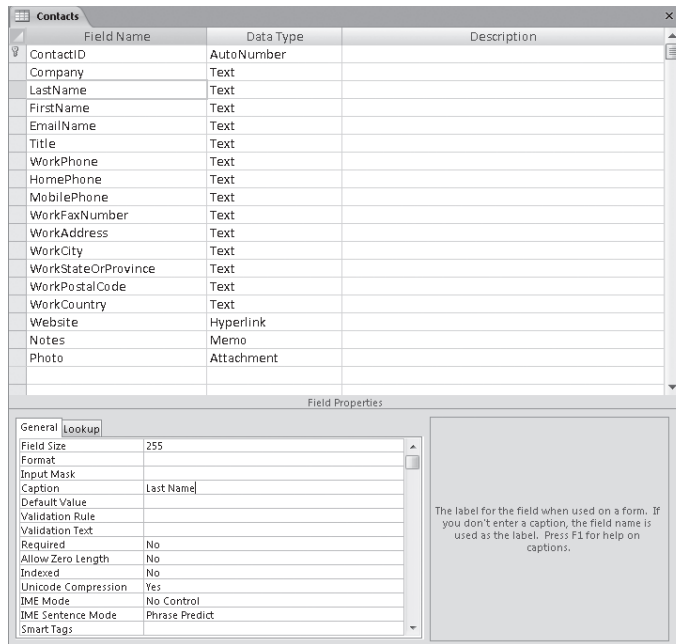 Contacts
Field Name Data Type Description
ContactID AutoNumber
Company Text
LastName Text
FirstName Text
EmailName Text
Title Text
WorkPhone Text
HomePhone Text
MobilePhone Text
WorkFaxNumber Text
WorkAddress Text
WorkCity Text
WorkStateOrProvince Text
WorkPostalCode Text
WorkCountry Text
Website Hyperlink
Notes Memo
Photo Attachment
Field Properties
General Lookup
Field Size 255
Format
Input Mask
Caption Last Name
Default Value
Validation Rule
Validation Text
Required No
Allow Zero Length No
Indexed No
Unicode Compression Yes
IME Mode No Control
IME Sentence Mode Phrase Predict
Smart Tags
The label for the field when used on a form. If
you don't enter a caption, the field name is
used as the label. Press F1 for help on
captions.